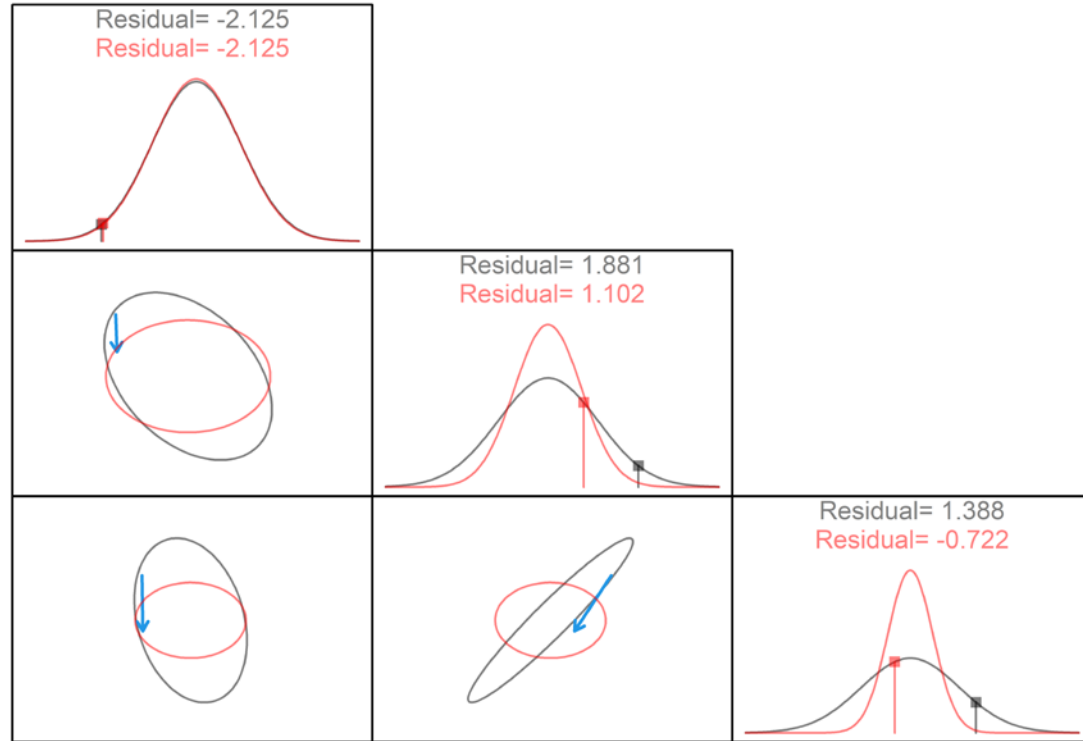 Residual= -2.125
Residual= -2.125
Residual= 1.881
Residual= 1.102
Residual= 1.388
Residual= -0.722